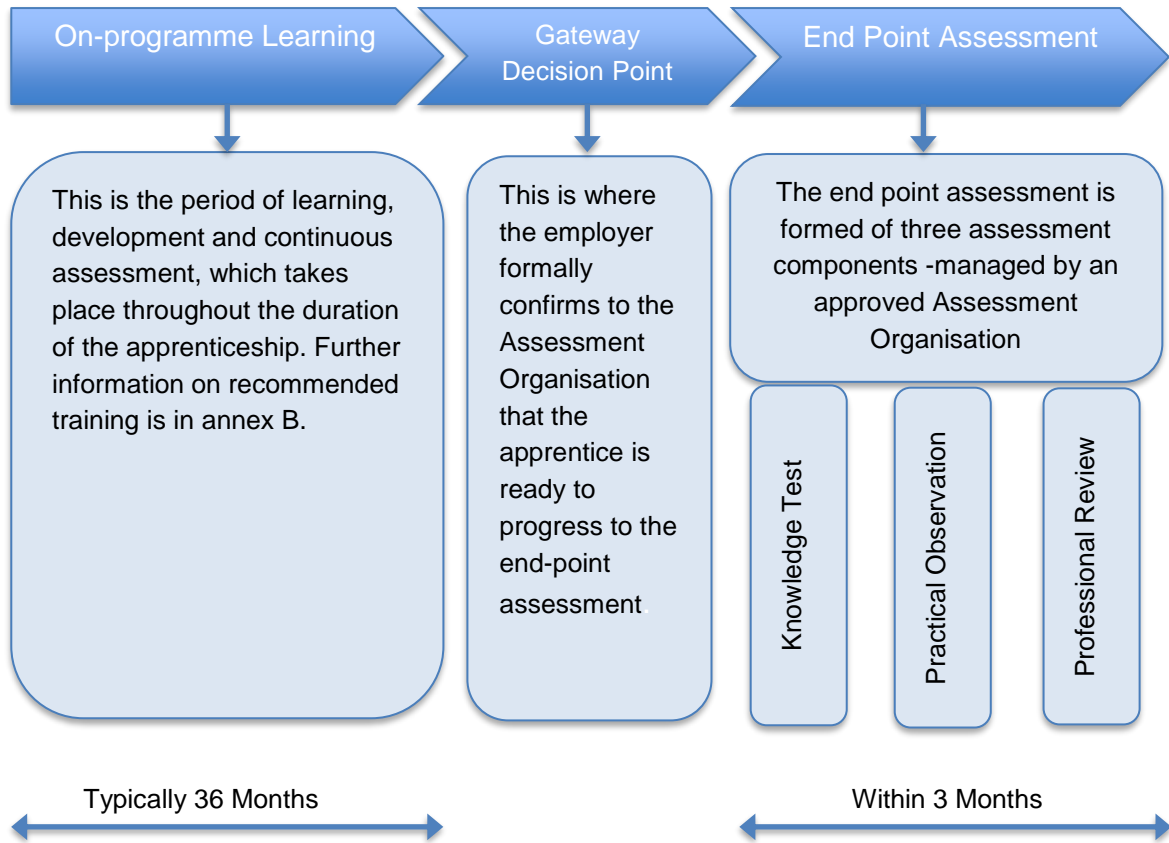 On-programme Learning
Gateway
Decision Point
End Point Assessment
This is the period of learning,
development and continuous
assessment, which takes
place throughout the duration
of the apprenticeship. Further
information on recommended
training is in annex B.
This is where
the employer
formally
confirms to the
Assessment
Organisation
that the
apprentice is
ready to
progress to the
end-point
assessment.
The end point assessment is
formed of three assessment
components -managed by an
approved Assessment
Organisation
Knowledge Test
Practical Observation
Professional Review
Typically 36 Months
Within 3 Months